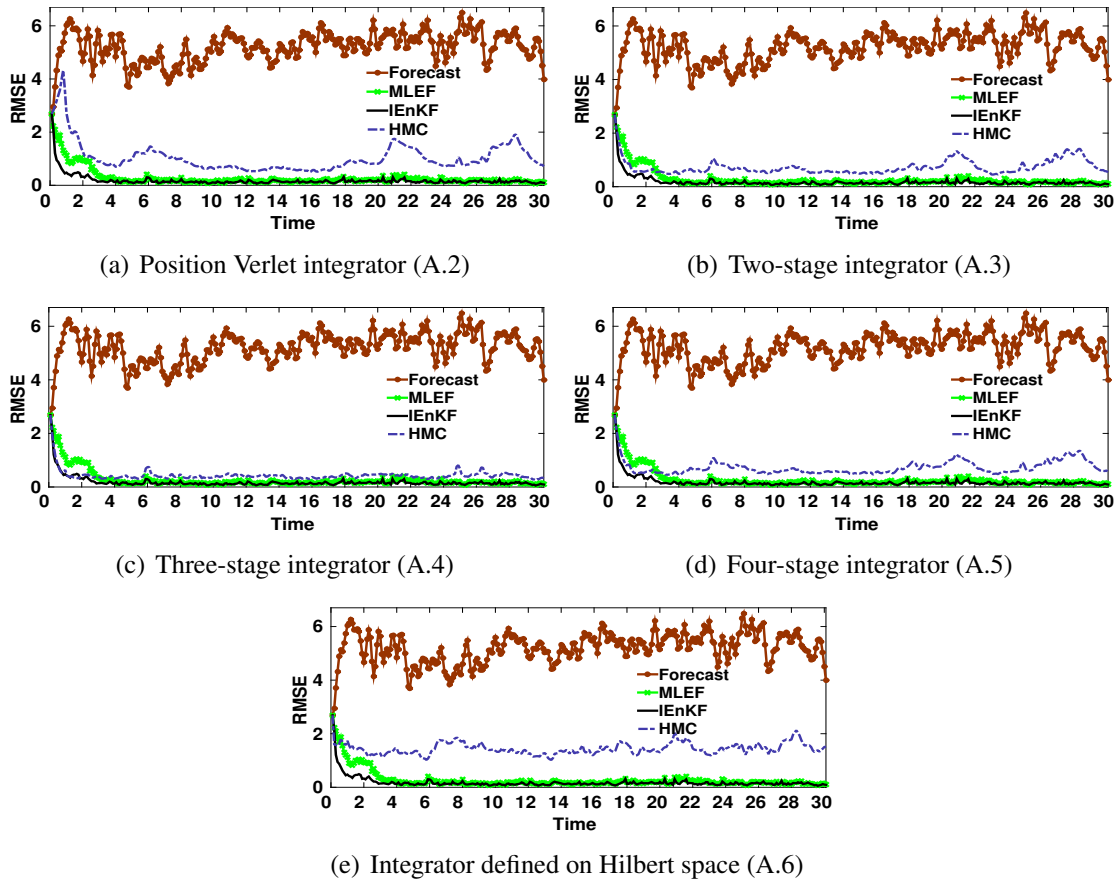 6
4
2
0
RMSE
Forecast
MLEF
IEnKF
HMC
0 2 4 6 8 10 12 14 16 18 20 22 24 26 28 30
Time
(a) Position Verlet integrator (A.2)
6
4
2
0
RMSE
Forecast
MLEF
IEnKF
HMC
0 2 4 6 8 10 12 14 16 18 20 22 24 26 28 30
Time
(b) Two-stage integrator (A.3)
6
4
2
0
RMSE
Forecast
MLEF
IEnKF
HMC
0 2 4 6 8 10 12 14 16 18 20 22 24 26 28 30
Time
(c) Three-stage integrator (A.4)
6
4
2
0
RMSE
Forecast
MLEF
IEnKF
HMC
0 2 4 6 8 10 12 14 16 18 20 22 24 26 28 30
Time
(d) Four-stage integrator (A.5)
6
4
2
0
RMSE
Forecast
MLEF
IEnKF
HMC
0 2 4 6 8 10 12 14 16 18 20 22 24 26 28 30
Time
(e) Integrator defined on Hilbert space (A.6)